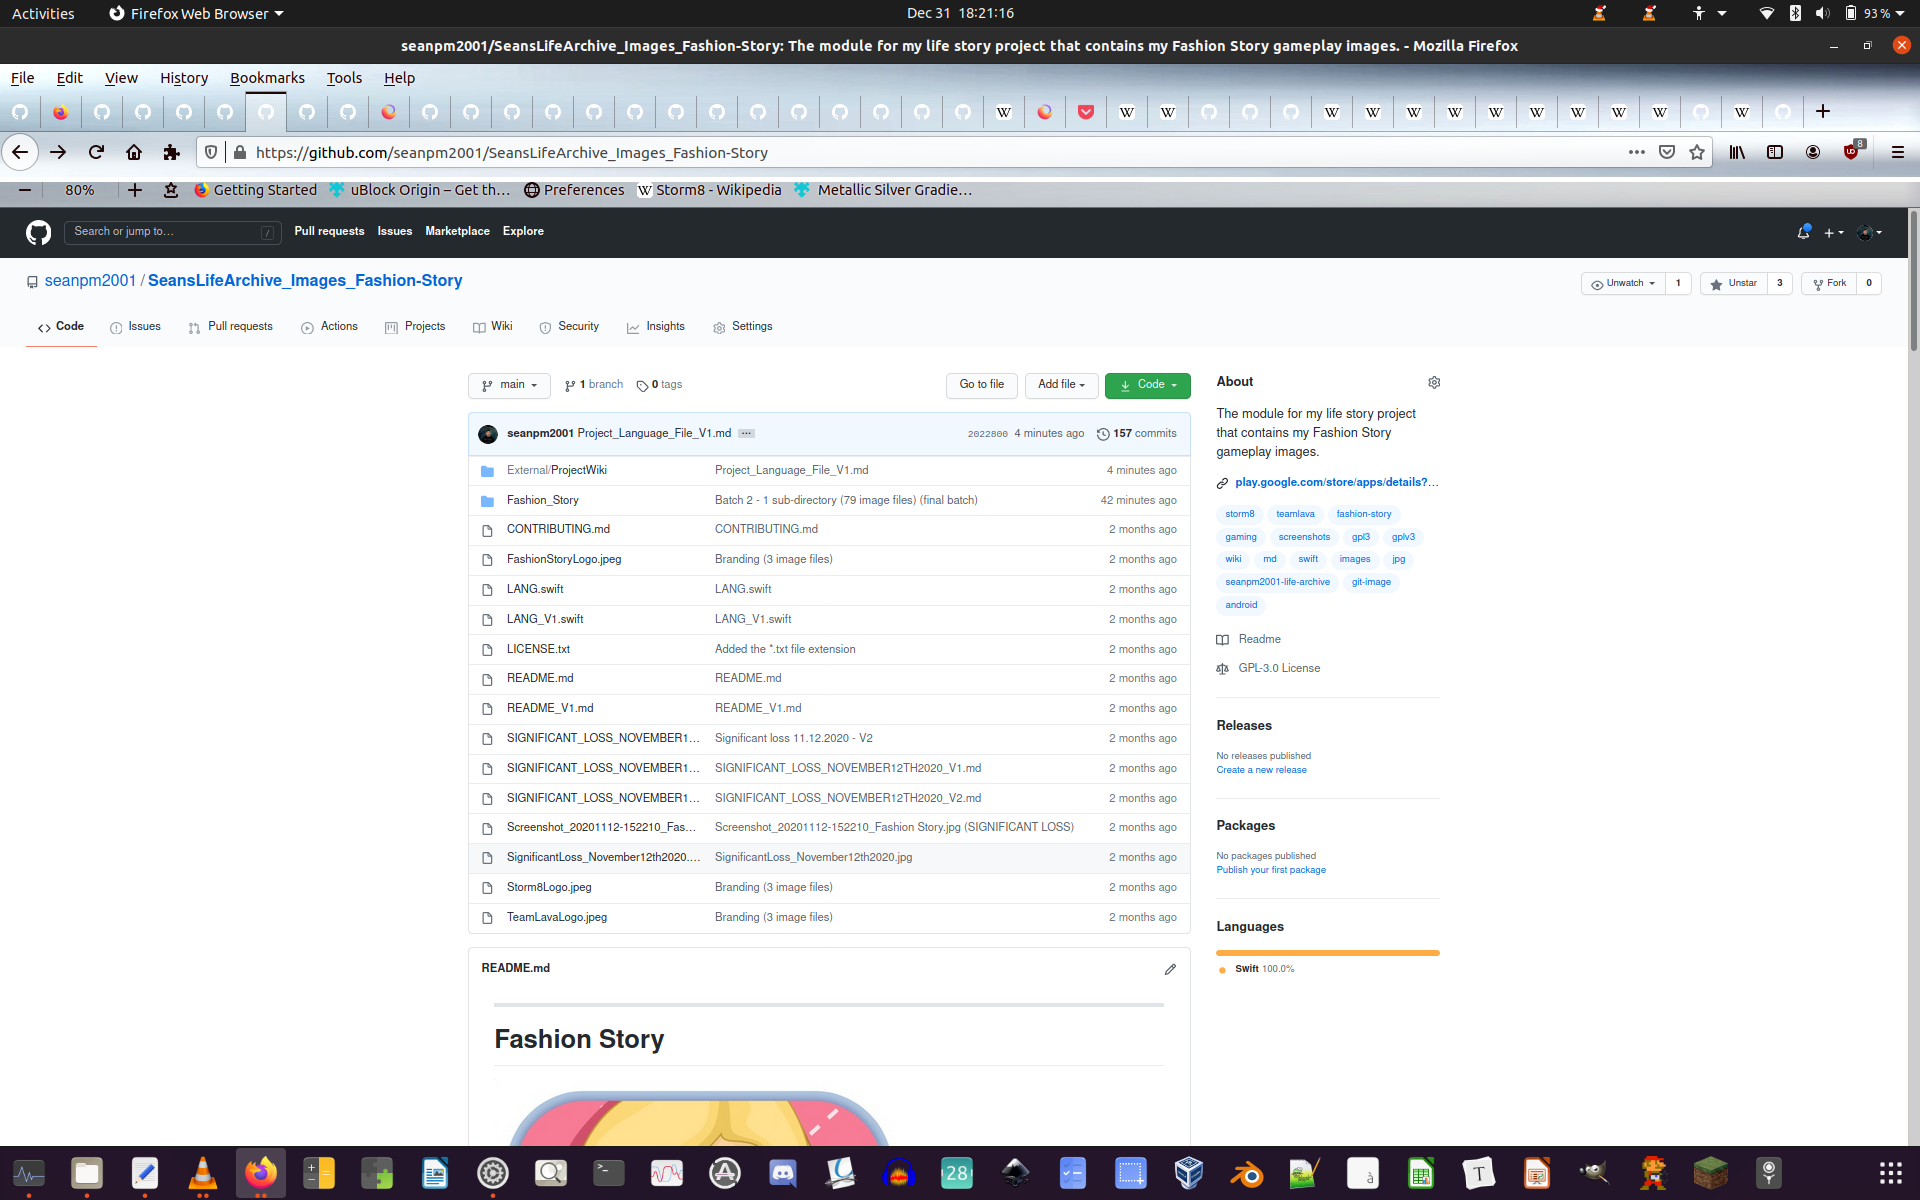 Activities Firefox Web Browser Dec 31 18:21:16 93 %
seanpm2001/SeansLifeArchive_Images_Fashion-Story: The module for my life story project that contains my Fashion Story gameplay images. - Mozilla Firefox
File Edit View History Bookmarks Tools Help
https://github.com/seanpm2001/SeansLifeArchive_Images_Fashion-Story 8
80% Getting Started uBlock Origin – Get th… Preferences Storm8 - Wikipedia Metallic Silver Gradie…
Search or jump to… / Pull requests Issues Marketplace Explore
seanpm2001 / SeansLifeArchive_Images_Fashion-Story Unwatch 1 Unstar 3 Fork 0
Code Issues Pull requests Actions Projects Wiki Security Insights Settings
main 1 branch 0 tags Go to file Add file Code
seanpm2001 Project_Language_File_V1.md ... 2022800 4 minutes ago 157 commits
External/ProjectWiki Project_Language_File_V1.md 4 minutes ago
Fashion_Story Batch 2 - 1 sub-directory (79 image files) (final batch) 42 minutes ago
CONTRIBUTING.md CONTRIBUTING.md 2 months ago
FashionStoryLogo.jpeg Branding (3 image files) 2 months ago
LANG.swift LANG.swift 2 months ago
LANG_V1.swift LANG_V1.swift 2 months ago
LICENSE.txt Added the *.txt file extension 2 months ago
README.md README.md 2 months ago
README_V1.md README_V1.md 2 months ago
SIGNIFICANT_LOSS_NOVEMBER1… Significant loss 11.12.2020 - V2 2 months ago
SIGNIFICANT_LOSS_NOVEMBER1… SIGNIFICANT_LOSS_NOVEMBER12TH2020_V1.md 2 months ago
SIGNIFICANT_LOSS_NOVEMBER1… SIGNIFICANT_LOSS_NOVEMBER12TH2020_V2.md 2 months ago
Screenshot_20201112-152210_Fas… Screenshot_20201112-152210_Fashion Story.jpg (SIGNIFICANT LOSS) 2 months ago
SignificantLoss_November12th2020.… SignificantLoss_November12th2020.jpg 2 months ago
Storm8Logo.jpeg Branding (3 image files) 2 months ago
TeamLavaLogo.jpeg Branding (3 image files) 2 months ago
README.md
Fashion Story
About
The module for my life story project
that contains my Fashion Story
gameplay images.
play.google.com/store/apps/details?…
storm8 teamlava fashion-story
gaming screenshots gpl3 gplv3
wiki md swift images jpg
seanpm2001-life-archive git-image
android
Readme
GPL-3.0 License
Releases
No releases published
Create a new release
Packages
No packages published
Publish your first package
Languages
Swift 100.0%
28